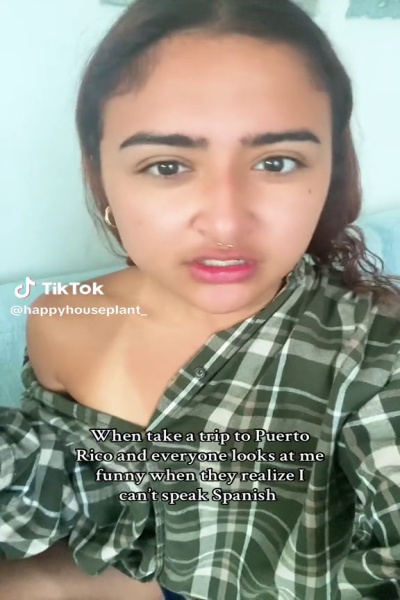 TikTok
@happyhouseplant_
When take a trip to Puerto
Rico and everyone looks at me
funny when they realize I
can't speak Spanish